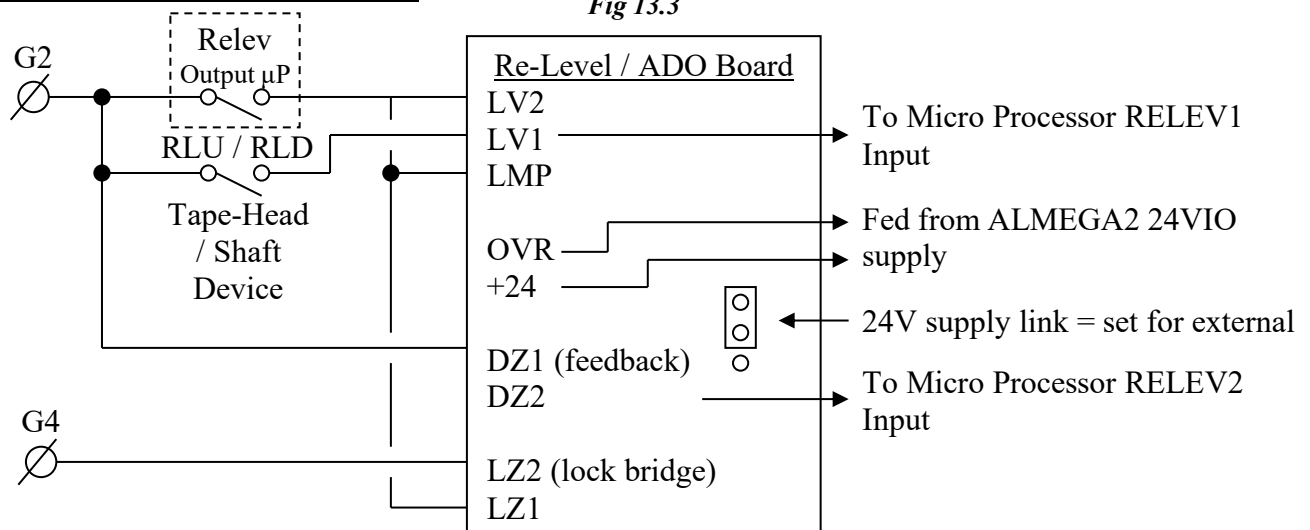 Fig 13.3
Relev
Output µP
G2
Re-Level / ADO Board
LV2
LV1
LMP
RLU / RLD
Tape-Head
/ Shaft
Device
To Micro Processor RELEV1
Input
OVR
+24
Fed from ALMEGA2 24VIO
supply
24V supply link = set for external
DZ1 (feedback)
DZ2
To Micro Processor RELEV2
Input
G4
LZ2 (lock bridge)
LZ1